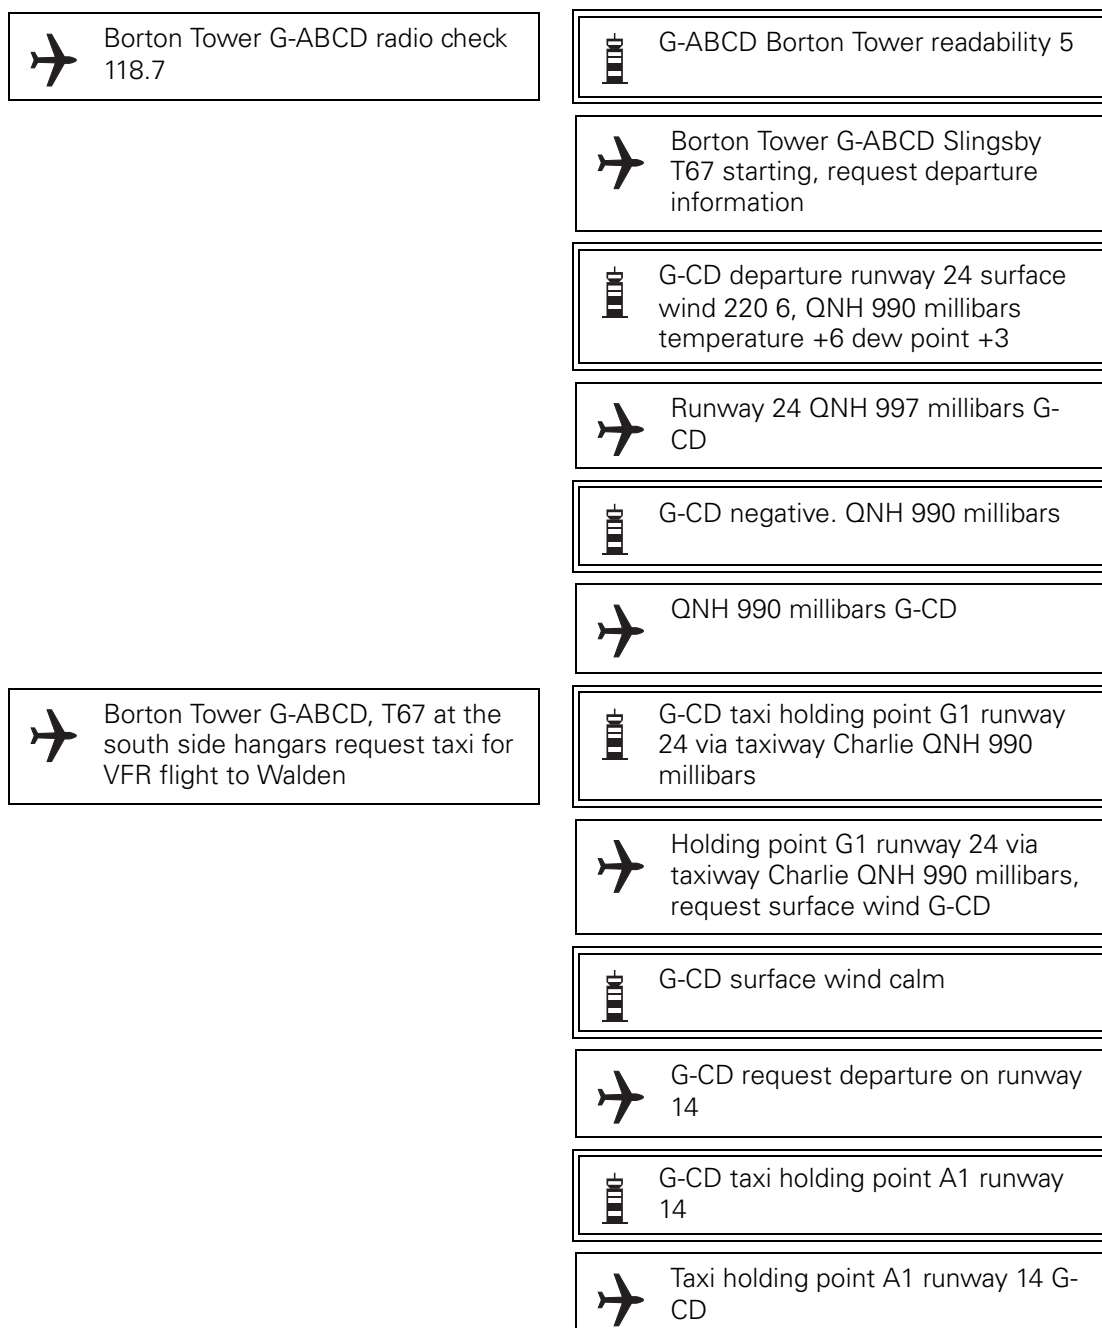 Borton Tower G-ABCD radio check
118.7
G-ABCD Borton Tower readability 5
Borton Tower G-ABCD Slingsby
T67 starting, request departure
information
G-CD departure runway 24 surface
wind 220 6, QNH 990 millibars
temperature +6 dew point +3
Runway 24 QNH 997 millibars G-
CD
G-CD negative. QNH 990 millibars
QNH 990 millibars G-CD
Borton Tower G-ABCD, T67 at the
south side hangars request taxi for
VFR flight to Walden
G-CD taxi holding point G1 runway
24 via taxiway Charlie QNH 990
millibars
Holding point G1 runway 24 via
taxiway Charlie QNH 990 millibars,
request surface wind G-CD
G-CD surface wind calm
G-CD request departure on runway
14
G-CD taxi holding point A1 runway
14
Taxi holding point A1 runway 14 G-
CD